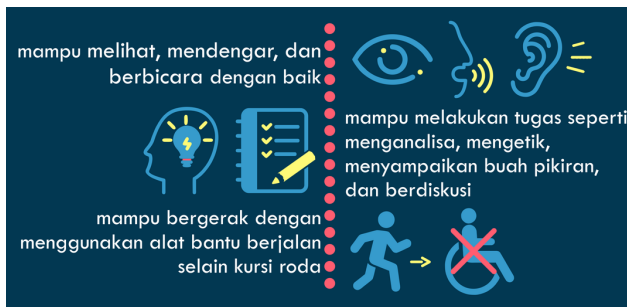 mampu melihat, mendengar, dan
berbicara dengan baik
mampu melakukan tugas seperti
menganalisa, mengetik,
menyampaikan buah pikiran,
dan berdiskusi
mampu bergerak dengan
menggunakan alat bantu berjalan
selain kursi roda